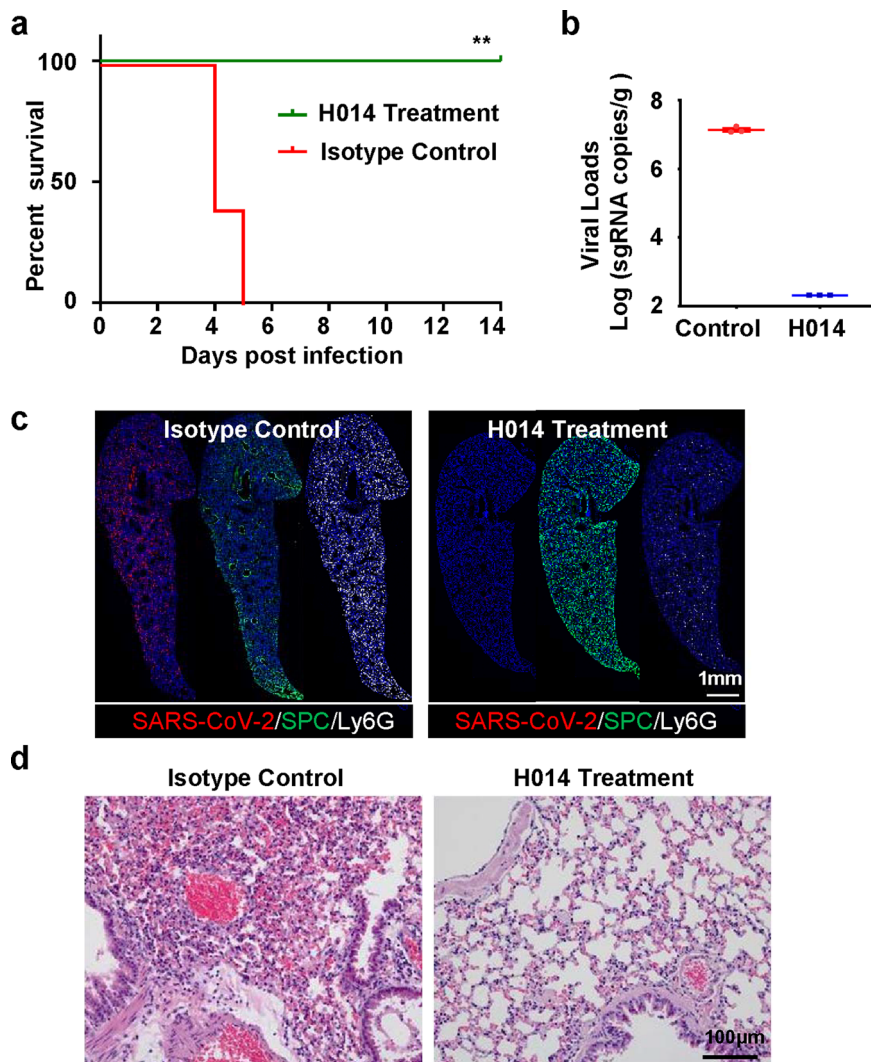 a
**
100
50
0
Percent survival
H014 Treatment
Isotype Control
0 2 4 6 8 10 12 14
Days post infection
b
8
6
4
2
Viral Loads
Log (sgRNA copies/g )
Control H014
c
Isotype Control
H014 Treatment
1mm
SARS-CoV-2/SPC/Ly6G
SARS-CoV-2/SPC/Ly6G
d
Isotype Control
H014 Treatment
100μm